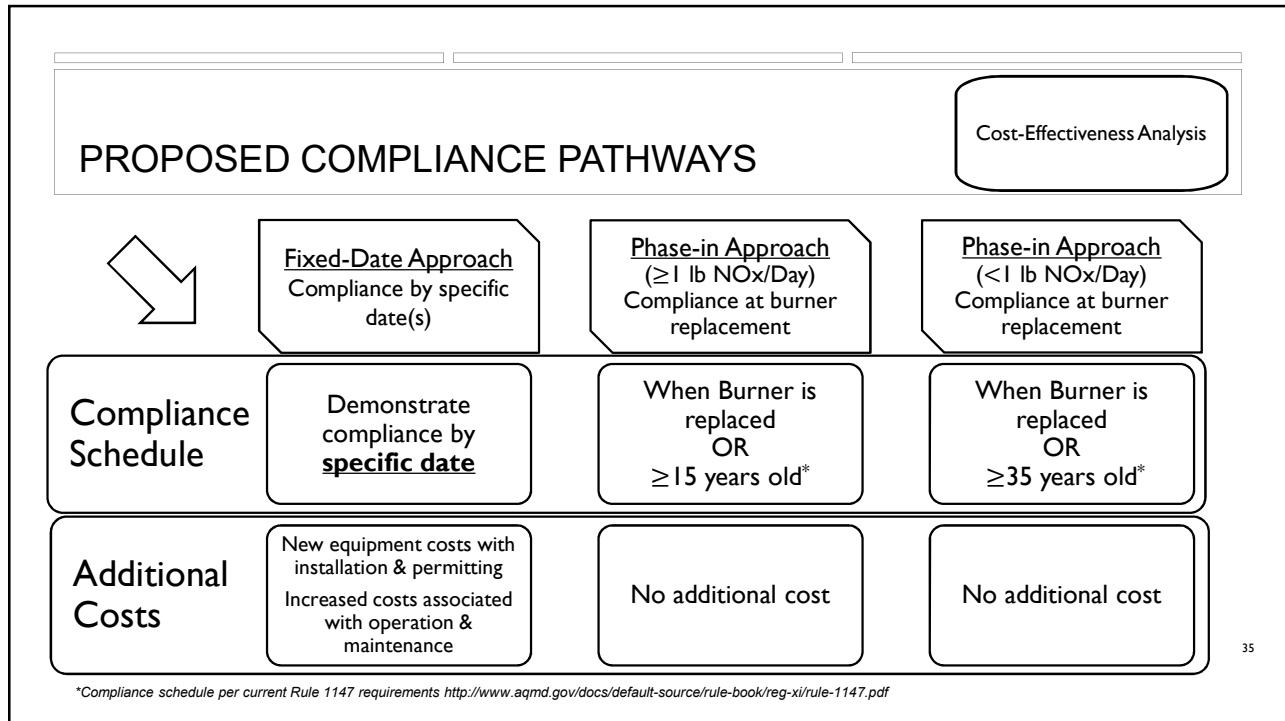 PROPOSED COMPLIANCE PATHWAYS
Cost-Effectiveness Analysis
Fixed-Date Approach
Compliance by specific
date(s)
Phase-in Approach
(≥1 lb NOx/Day)
Compliance at burner
replacement
Phase-in Approach
(<1 lb NOx/Day)
Compliance at burner
replacement
Compliance
Schedule
Demonstrate
compliance by
specific date
When Burner is
replaced
OR
≥15 years old*
When Burner is
replaced
OR
≥35 years old*
Additional
Costs
New equipment costs with
installation & permitting
Increased costs associated
with operation &
maintenance
No additional cost
No additional cost
35
*Compliance schedule per current Rule 1147 requirements http://www.aqmd.gov/docs/default-source/rule-book/reg-xi/rule-1147.pdf